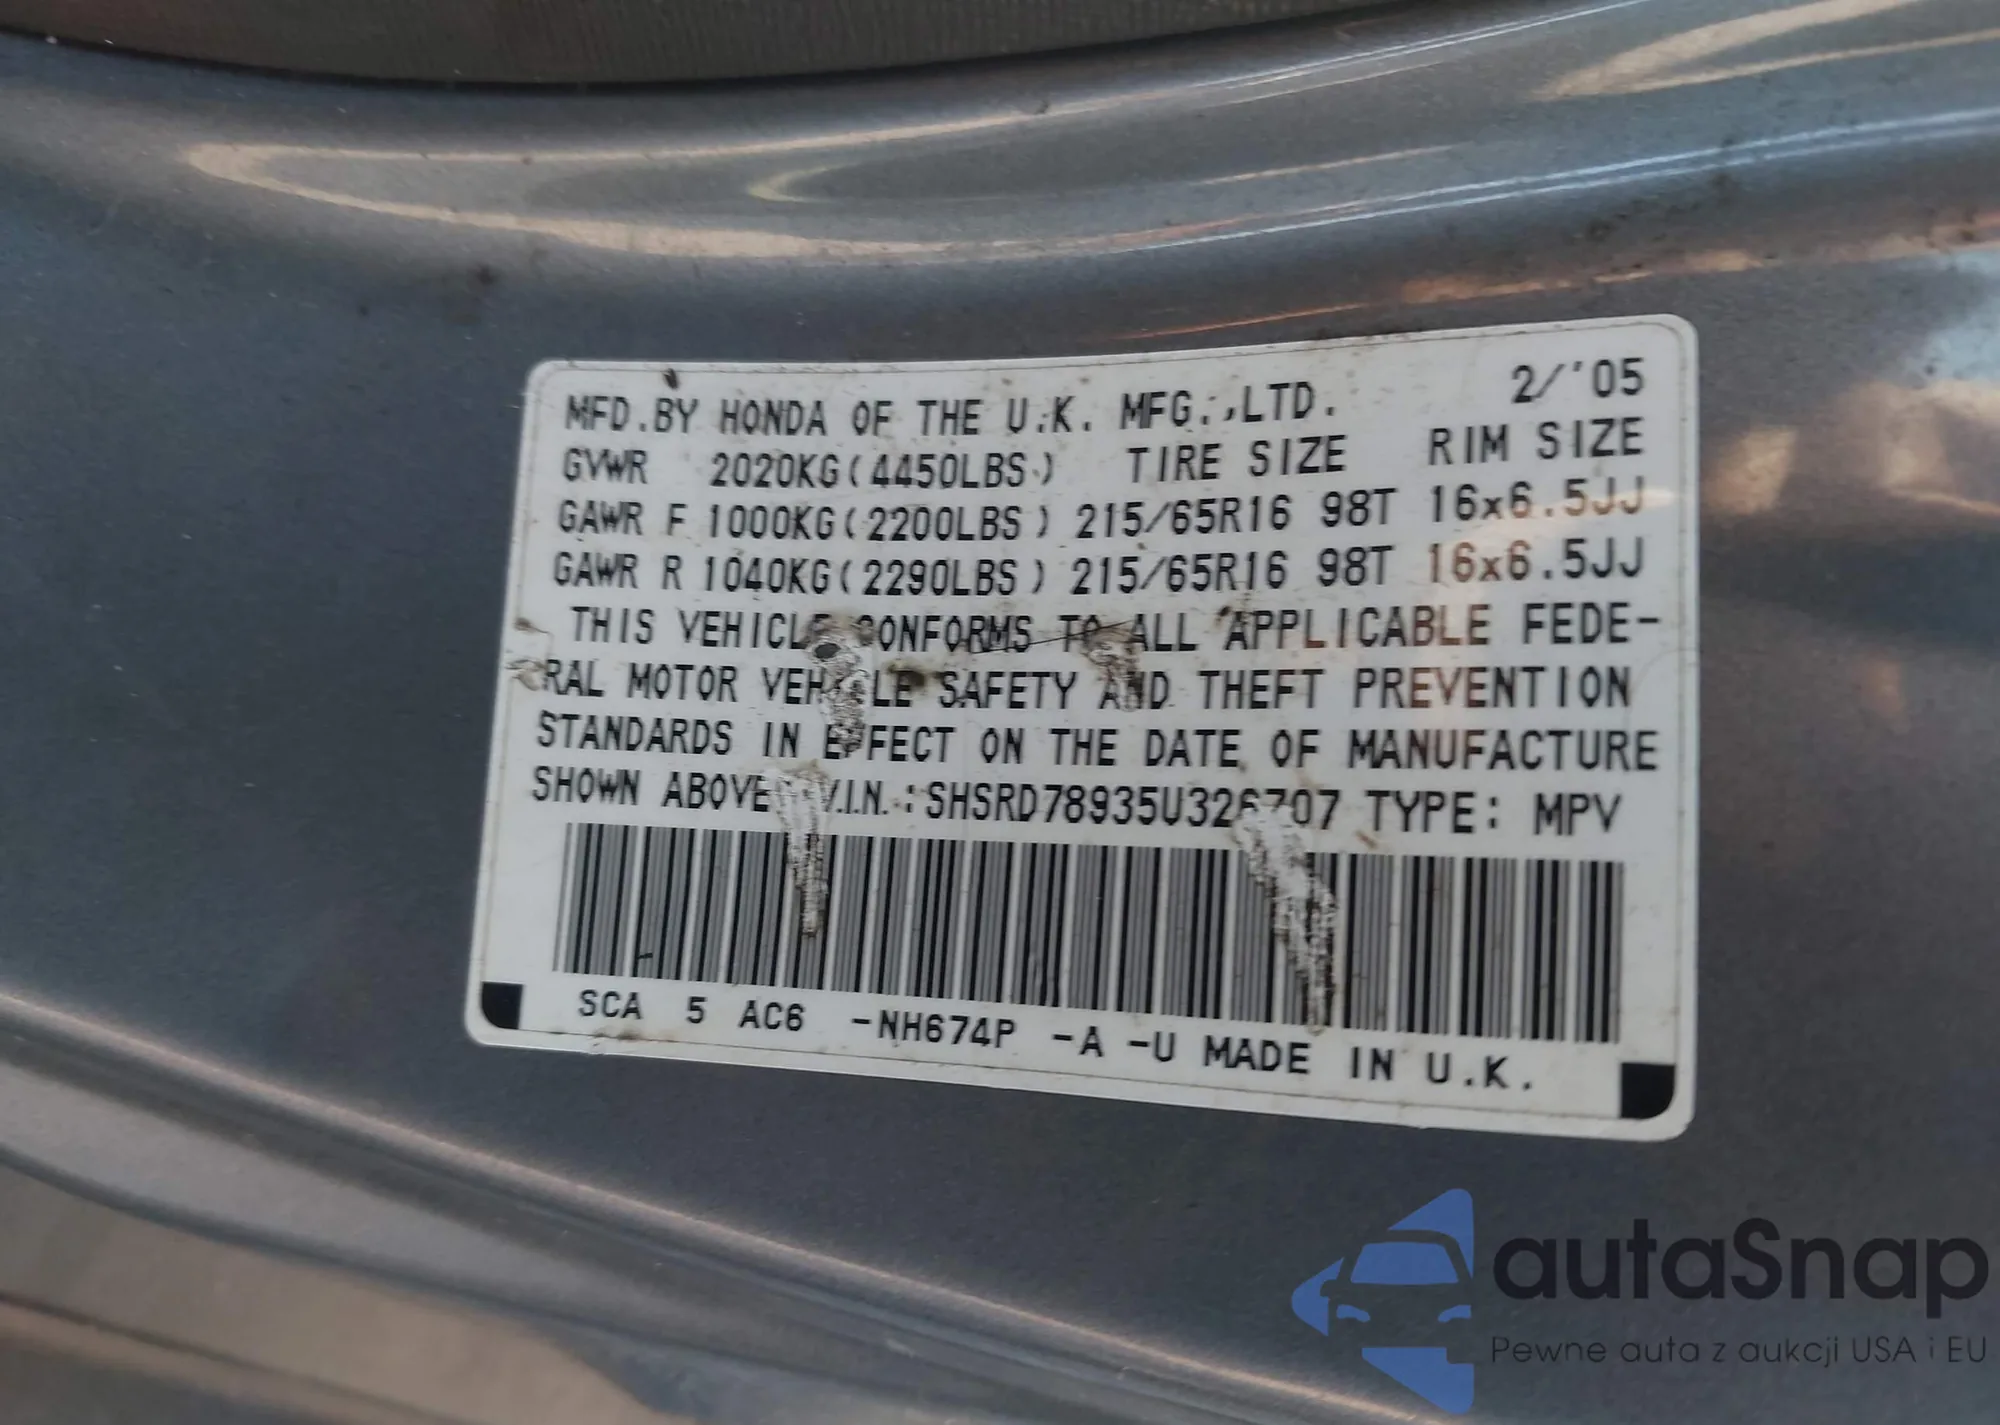 MFD.BY HONDA OF THE U.K. MFG.,LTD. 2/'05
GVWR 2020KG(4450LBS) TIRE SIZE RIM SIZE
GAWR F 1000KG(2200LBS) 215/65R16 98T 16x6.5JJ
GAWR R 1040KG(2290LBS) 215/65R16 98T 16x6.5JJ
THIS VEHICLE CONFORMS TO ALL APPLICABLE FEDE-
RAL MOTOR VEHICLE SAFETY AND THEFT PREVENTION
STANDARDS IN EFFECT ON THE DATE OF MANUFACTURE
SHOWN ABOVE V.I.N.:SHSRD78935U326707 TYPE: MPV
SCA 5 AC6 -NH674P -A -U MADE IN U.K.
autaSnap
Pewne auta z aukcji USA i EU